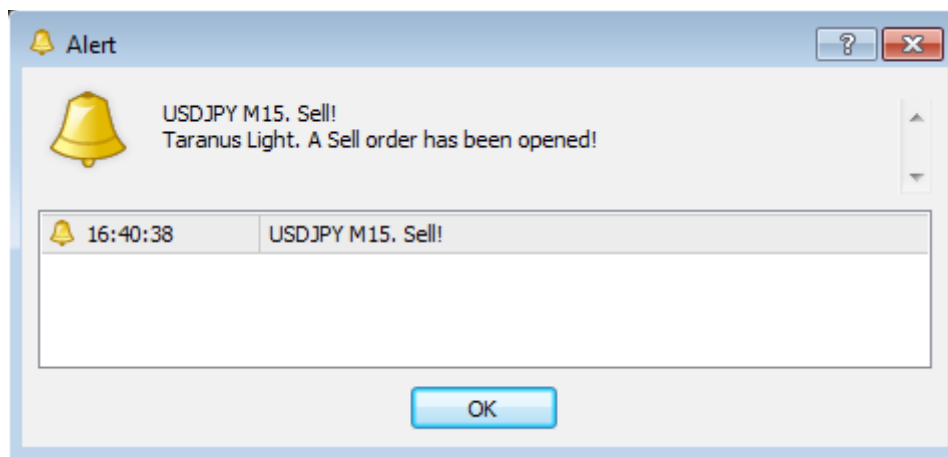 Alert
?
USDJPY M15. Sell!
Taranus Light. A Sell order has been opened!
16:40:38 USDJPY M15. Sell!
OK